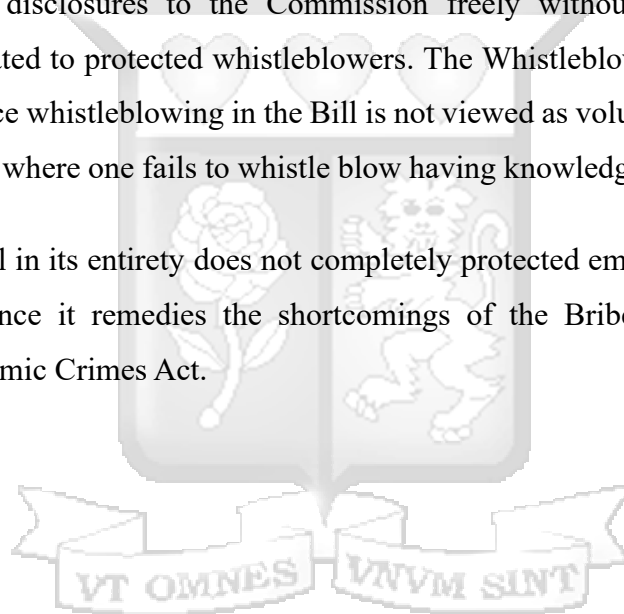 disclosures to the Commission freely without
ted to protected whistleblowers. The Whistleblow
ce whistleblowing in the Bill is not viewed as volu
where one fails to whistle blow having knowledg
l in its entirety does not completely protected em
nce it remedies the shortcomings of the Bribe
mic Crimes Act.
VT OMNES VNVM SINT